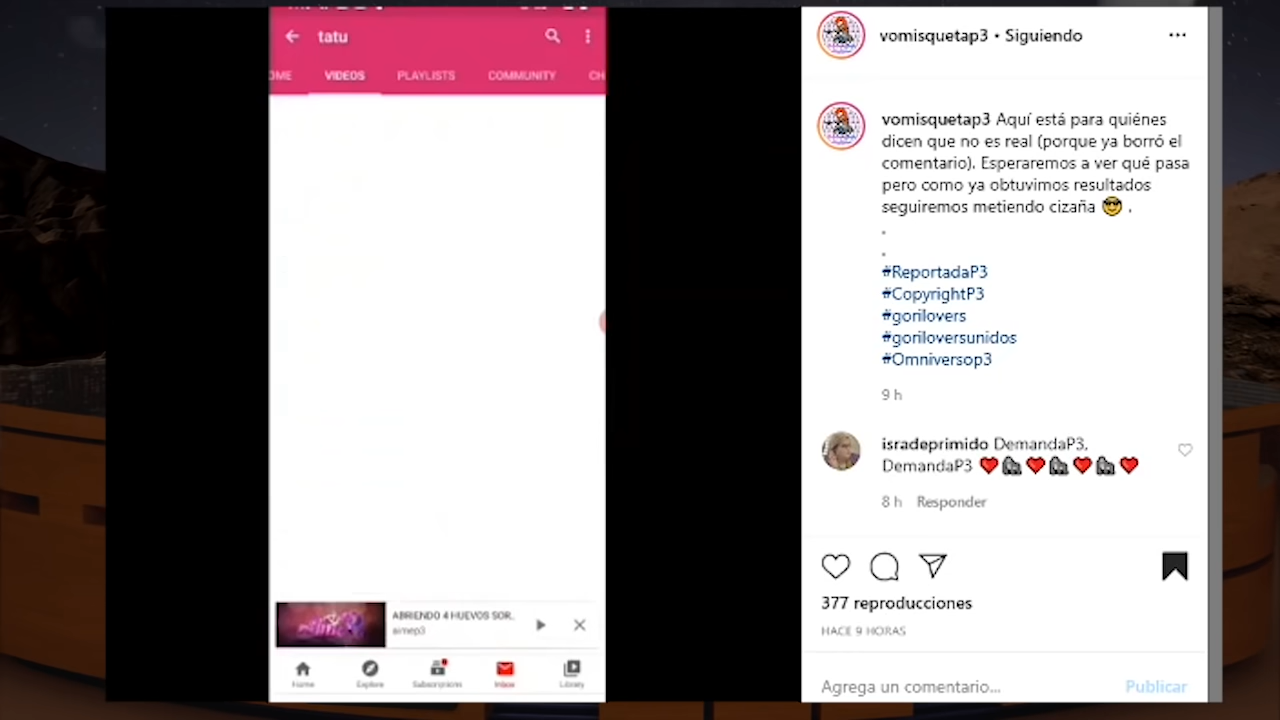 tatu
OME VIDEOS PLAYLISTS COMMUNITY CH
ABRIENDO 4 HUEVOS SOR..
aimep3
Home Explore Subscriptions Inbox Library
vomisquetap3 • Siguiendo
vomisquetap3 Aquí está para quiénes
dicen que no es real (porque ya borró el
comentario). Esperaremos a ver qué pasa
pero como ya obtuvimos resultados
seguiremos metiendo cizaña 😎 .
.
.
#ReportadaP3
#CopyrightP3
#gorilovers
#goriloversunidos
#Omniversop3
9 h
isradeprimido DemandaP3,
DemandaP3 ❤️🦍❤️🦍❤️🦍❤️
8 h Responder
377 reproducciones
HACE 9 HORAS
Agrega un comentario... Publicar